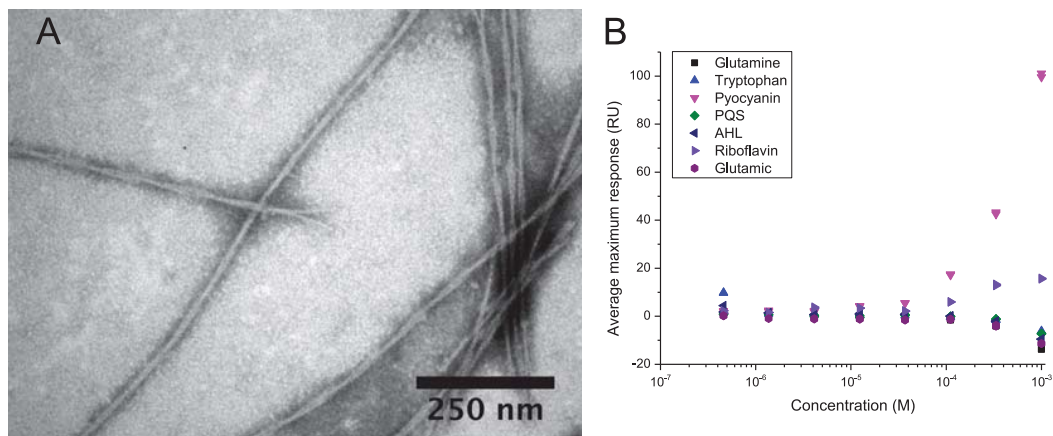 A
250 nm
B
Glutamine
Tryptophan
Pyocyanin
PQS
AHL
Riboflavin
Glutamic
Average maximum response (RU)
100
80
60
40
20
0
-20
10⁻⁷
10⁻⁶
10⁻⁵
10⁻⁴
10⁻³
Concentration (M)